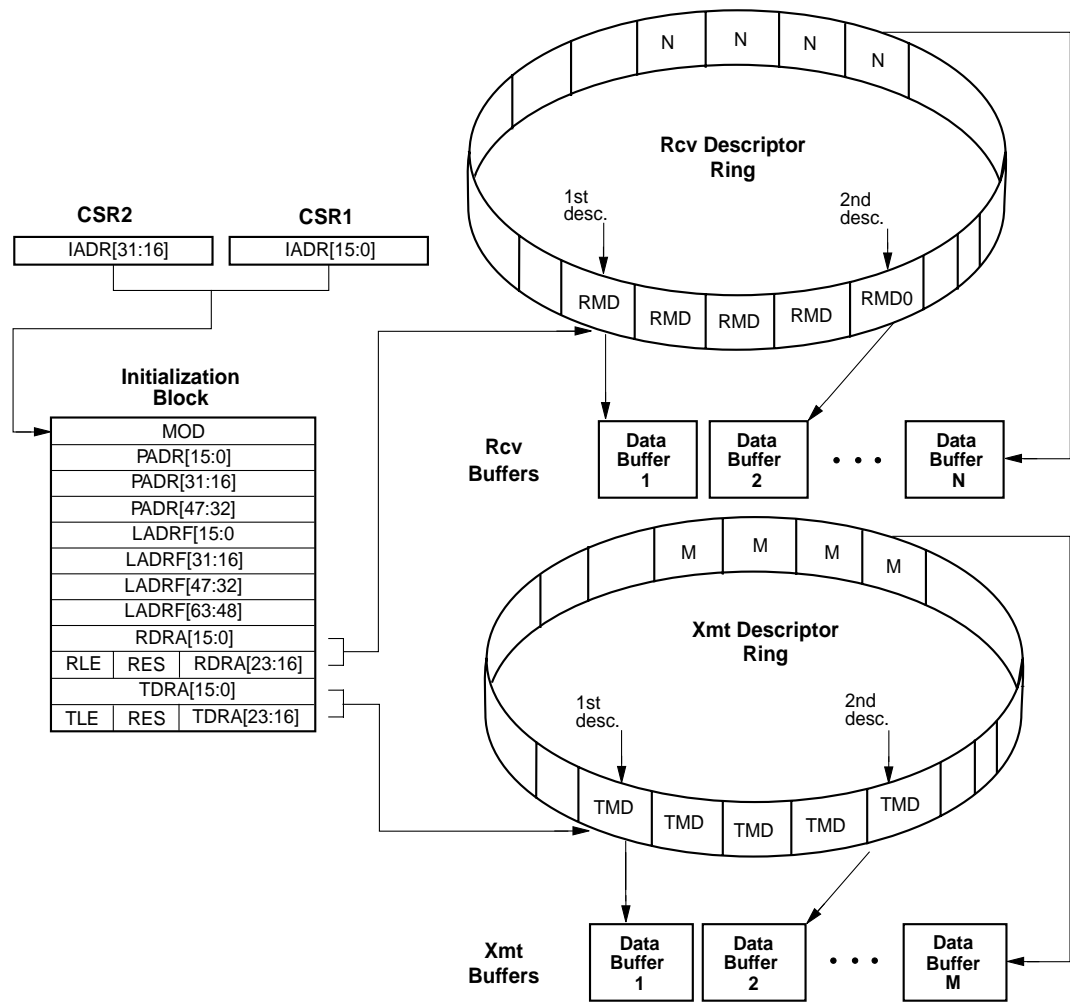 N N N N
Rcv Descriptor
Ring
1st
desc.
2nd
desc.
RMD RMD RMD RMD RMD0
CSR2
CSR1
IADR[31:16]
IADR[15:0]
Initialization
Block
MOD
PADR[15:0]
PADR[31:16]
PADR[47:32]
LADRF[15:0
LADRF[31:16]
LADRF[47:32]
LADRF[63:48]
RDRA[15:0]
RLE RES RDRA[23:16]
TDRA[15:0]
TLE RES TDRA[23:16]
Rcv
Buffers
Data
Buffer
1
Data
Buffer
2
• • •
Data
Buffer
N
M M M M
Xmt Descriptor
Ring
1st
desc.
2nd
desc.
TMD TMD TMD TMD TMD
Xmt
Buffers
Data
Buffer
1
Data
Buffer
2
• • •
Data
Buffer
M